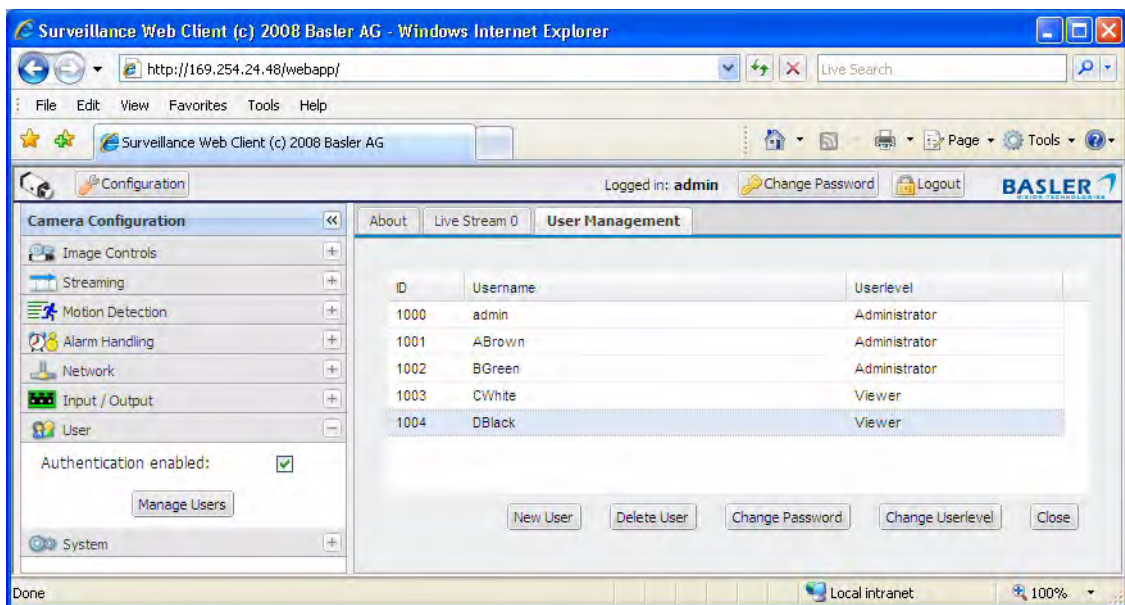 Surveillance Web Client (c) 2008 Basler AG - Windows Internet Explorer
http://169.254.24.48/webapp/
Live Search
File Edit View Favorites Tools Help
Surveillance Web Client (c) 2008 Basler AG
Page Tools
Configuration
Logged in: admin
Change Password
Logout
BASLER
VISION TECHNOLOGIES
Camera Configuration
About
Live Stream 0
User Management
Image Controls
Streaming
Motion Detection
Alarm Handling
Network
Input / Output
User
Authentication enabled:
Manage Users
System
ID Username Userlevel
1000 admin Administrator
1001 ABrown Administrator
1002 BGreen Administrator
1003 CWhite Viewer
1004 DBlack Viewer
New User
Delete User
Change Password
Change Userlevel
Close
Done
Local intranet
100%